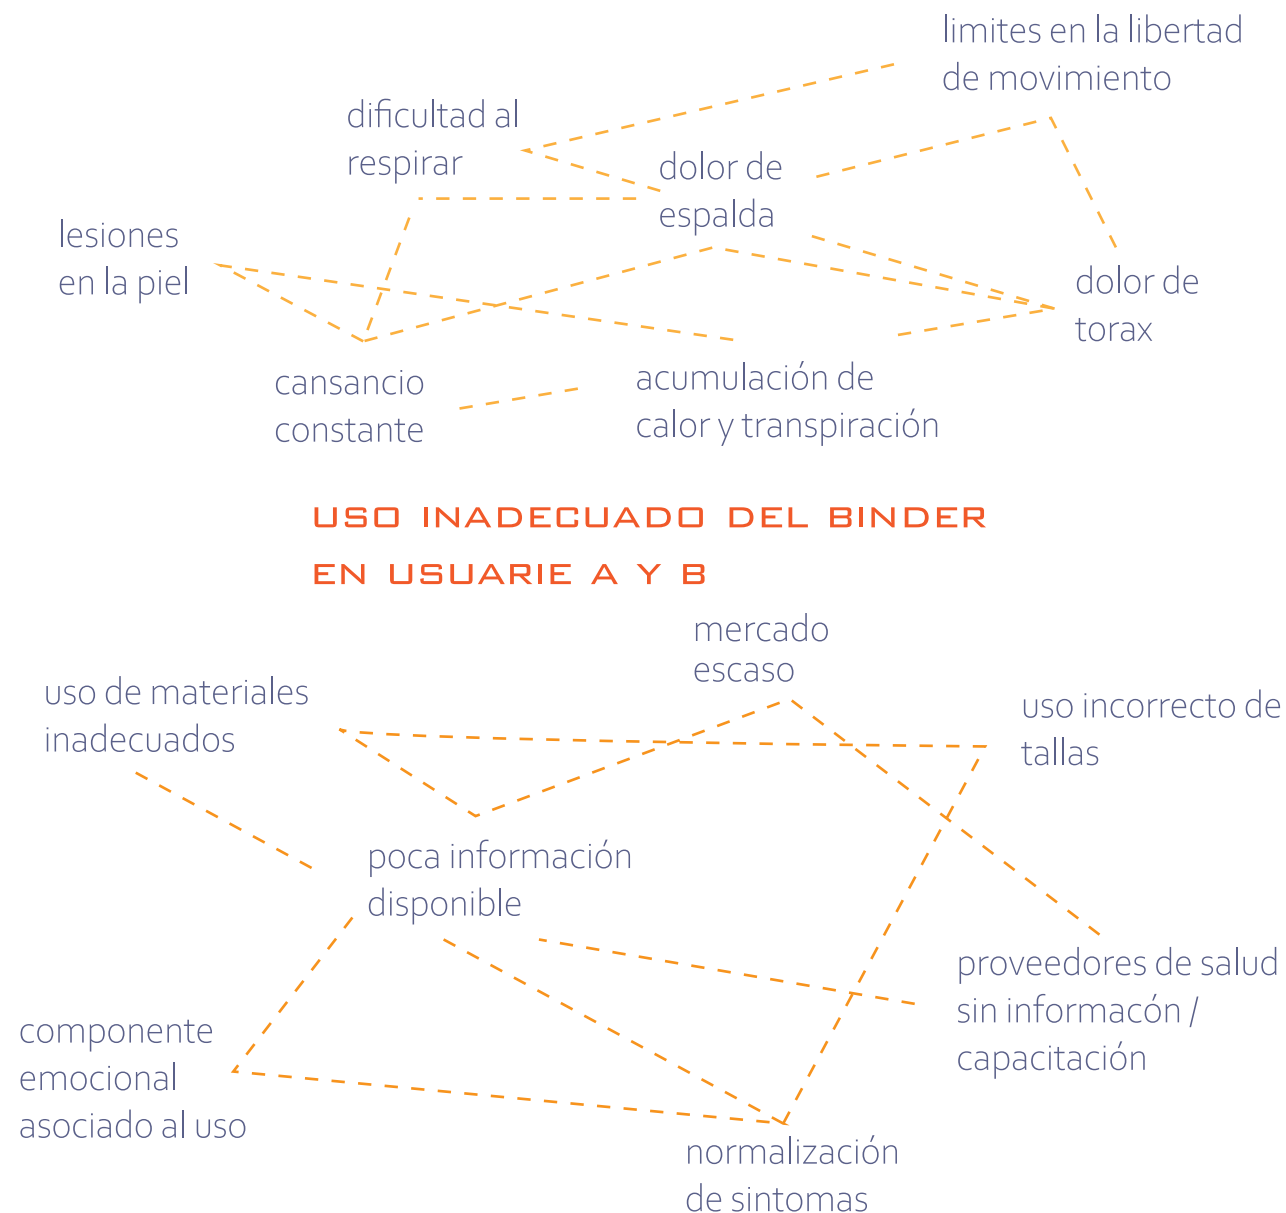 limites en la libertad
de movimiento
dificultad al
respirar
dolor de
espalda
lesiones
en la piel
dolor de
torax
cansancio
constante
acumulación de
calor y transpiración
USO INADECUADO DEL BINDER
EN USUARIE A Y B
mercado
escaso
uso de materiales
inadecuados
uso incorrecto de
tallas
poca información
disponible
proveedores de salud
sin informacón /
capacitación
componente
emocional
asociado al uso
normalización
de sintomas